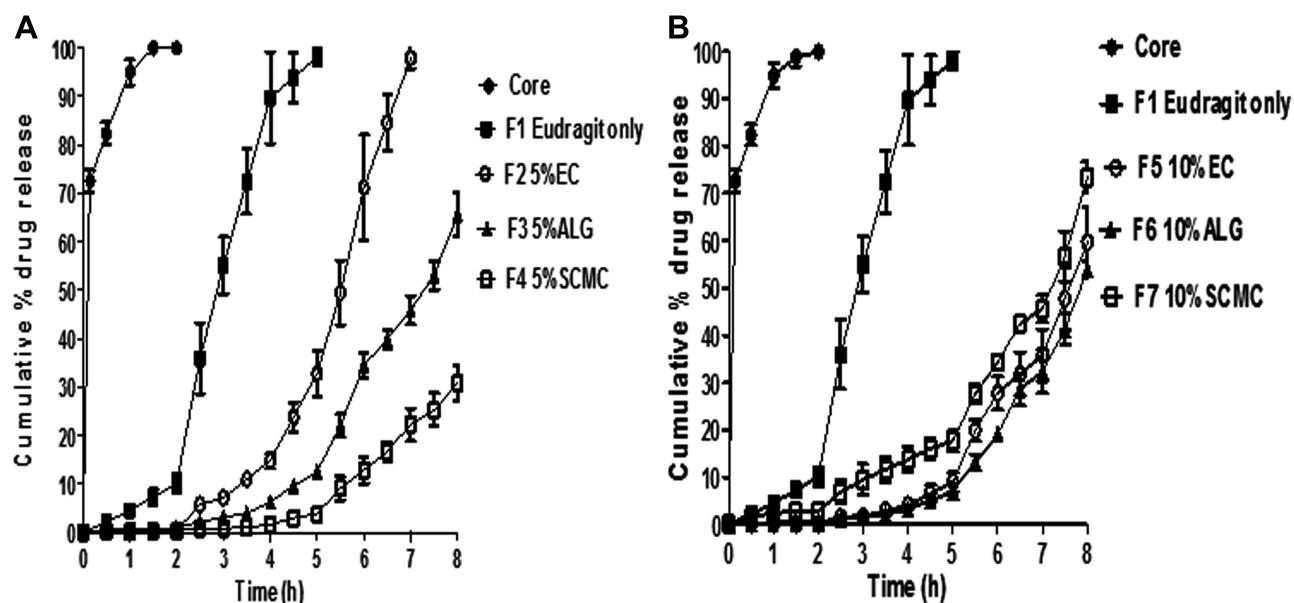 A
Cumulative % drug release
100
90
80
70
60
50
40
30
20
10
0
0 1 2 3 4 5 6 7 8
Time (h)
Core
F1 Eudragit only
F2 5%EC
F3 5%ALG
F4 5%SCMC
B
Cumulative % drug release
100
90
80
70
60
50
40
30
20
10
0
0 1 2 3 4 5 6 7 8
Time (h)
Core
F1 Eudragit only
F5 10%EC
F6 10%ALG
F7 10%SCMC